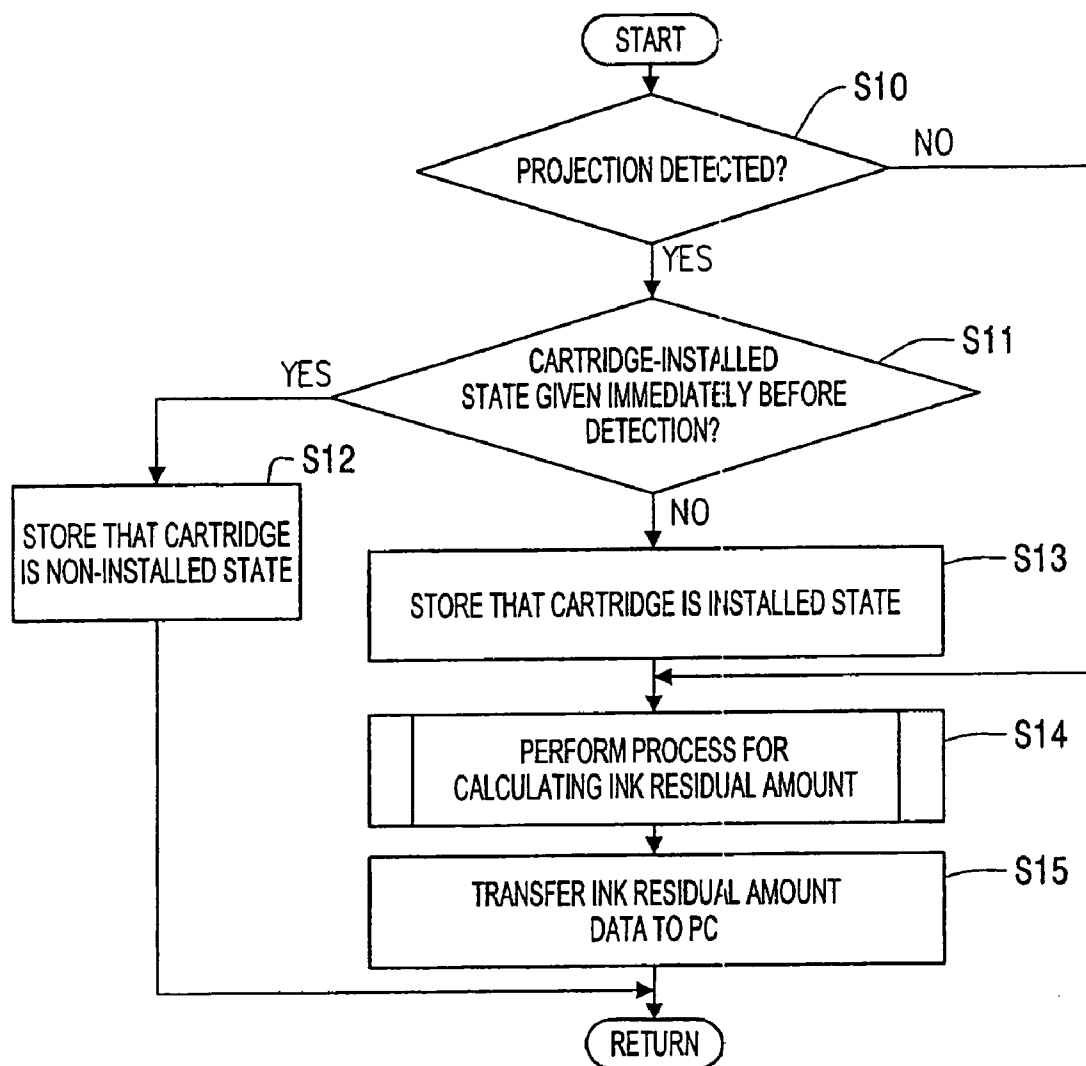 START
S10
PROJECTION DETECTED?
NO
YES
S11
CARTRIDGE-INSTALLED
STATE GIVEN IMMEDIATELY BEFORE
DETECTION?
YES
S12
STORE THAT CARTRIDGE
IS NON-INSTALLED STATE
NO
S13
STORE THAT CARTRIDGE IS INSTALLED STATE
S14
PERFORM PROCESS FOR
CALCULATING INK RESIDUAL AMOUNT
S15
TRANSFER INK RESIDUAL AMOUNT
DATA TO PC
RETURN